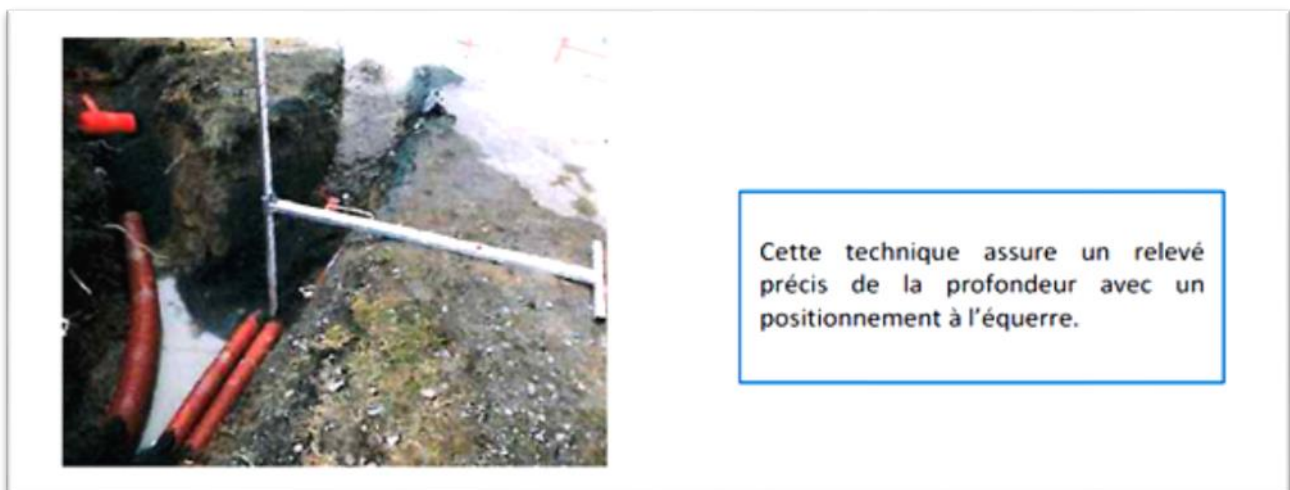 Cette technique assure un relevé
précis de la profondeur avec un
positionnement à l'équerre.